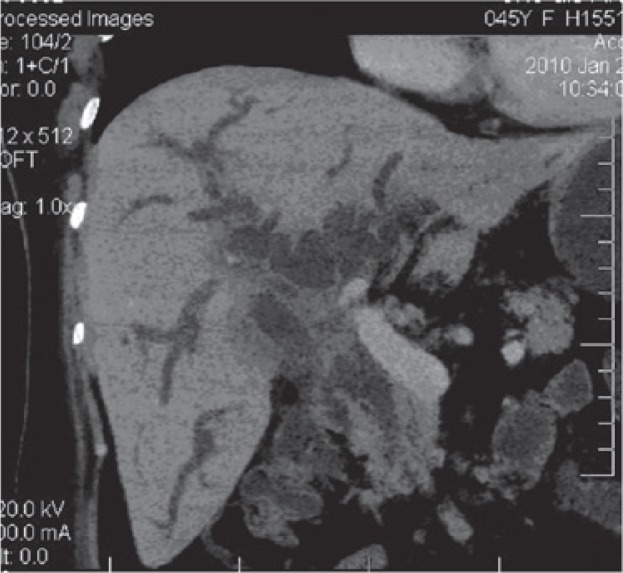 rocessed Images
045Y F H1551
e: 104/2
: 1+C/1
or: 0.0
Acc
2010 Jan 2
10:34:0
12 x 512
OFT
ag: 1.0x
20.0 kV
00.0 mA
t: 0.0